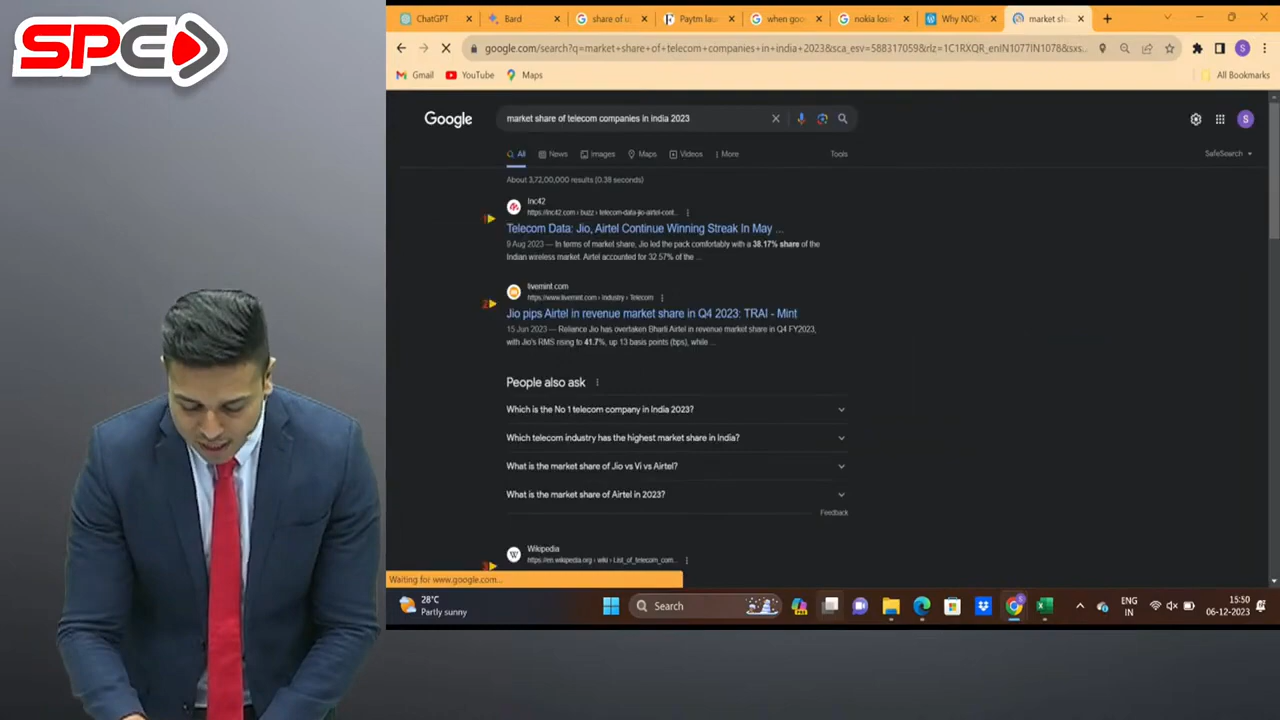 SPE
ChatGPT
Bard
share of u
Paytm lau
when goo
nokia losin
Why NOK
market sh
google.com/search?q=market+share+of+telecom+companies+in+india+2023&sca_esv=588317059&rlz=1C1RXQR_enIN1077IN1078&sxs...
S
Gmail
YouTube
Maps
All Bookmarks
Google
market share of telecom companies in india 2023
S
All
News
Images
Maps
Videos
More
Tools
SafeSearch
About 3,72,00,000 results (0.38 seconds)
1
Inc42
https://inc42.com › buzz › telecom-data-jio-airtel-cont...
Telecom Data: Jio, Airtel Continue Winning Streak In May ...
9 Aug 2023 — In terms of market share, Jio led the pack comfortably with a 38.17% share of the
Indian wireless market. Airtel accounted for 32.57% of the ...
2
livemint.com
https://www.livemint.com › Industry › Telecom
Jio pips Airtel in revenue market share in Q4 2023: TRAI - Mint
15 Jun 2023 — Reliance Jio has overtaken Bharti Airtel in revenue market share in Q4 FY2023,
with Jio's RMS rising to 41.7%, up 13 basis points (bps), while ...
People also ask
Which is the No 1 telecom company in India 2023?
Which telecom industry has the highest market share in India?
What is the market share of Jio vs Vi vs Airtel?
What is the market share of Airtel in 2023?
Feedback
3
W
Wikipedia
https://en.wikipedia.org › wiki › List_of_telecom_com...
Waiting for www.google.com...
28°C
Partly sunny
Search
ENG
IN
15:50
06-12-2023